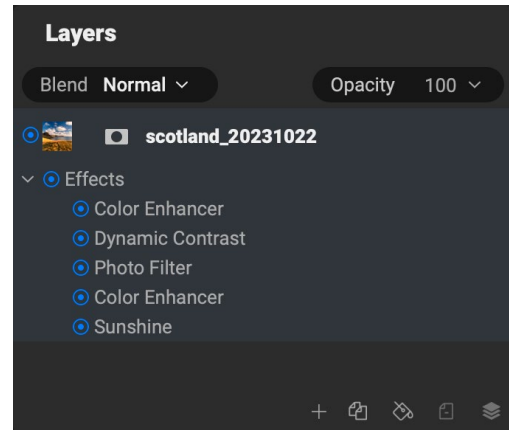 Layers
Blend Normal Opacity 100
scotland_20231022
Effects
Color Enhancer
Dynamic Contrast
Photo Filter
Color Enhancer
Sunshine